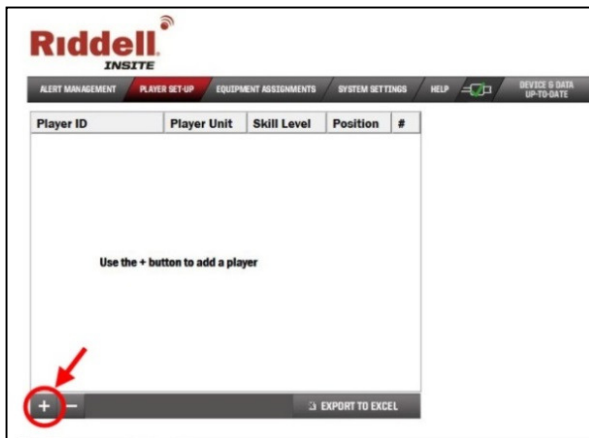 Riddell
INSITE
ALERT MANAGEMENT PLAYER SET-UP EQUIPMENT ASSIGNMENTS SYSTEM SETTINGS HELP DEVICE & DATA
UP-TO-DATE
Player ID Player Unit Skill Level Position #
Use the + button to add a player
+ − EXPORT TO EXCEL